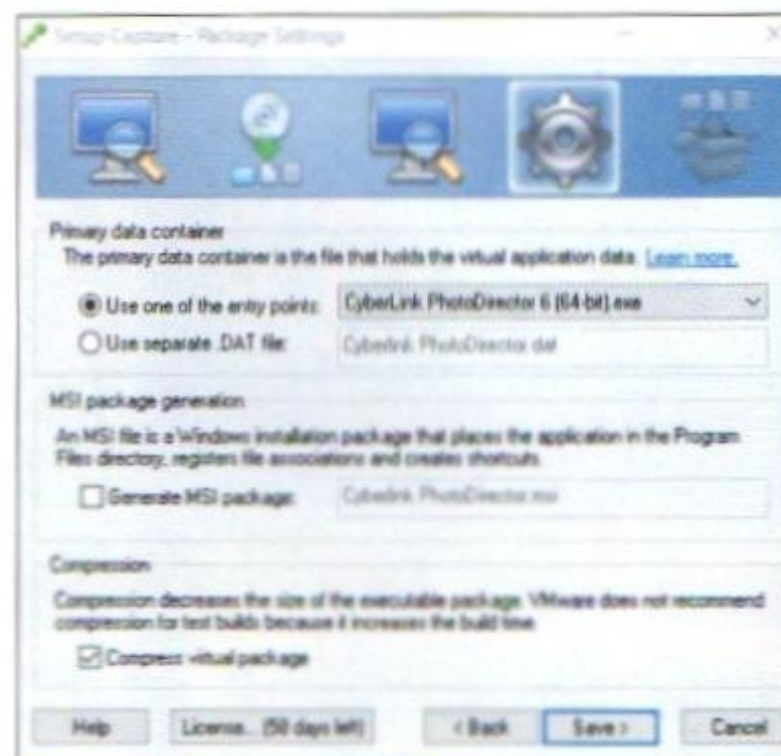 Setup Capture - Package Settings
Primary data container
The primary data container is the file that holds the virtual application data. Learn more.
Use one of the entry points: CyberLink PhotoDirector 6 (64-bit).exe
Use separate .DAT file: Cyberlink PhotoDirector.dat
MSI package generation
An MSI file is a Windows installation package that places the application in the Program
Files directory, registers file associations and creates shortcuts.
Generate MSI package: Cyberlink PhotoDirector.msi
Compression
Compression decreases the size of the executable package. VMware does not recommend
compression for test builds because it increases the build time.
Compress virtual package
Help License... (50 days left) < Back Save > Cancel